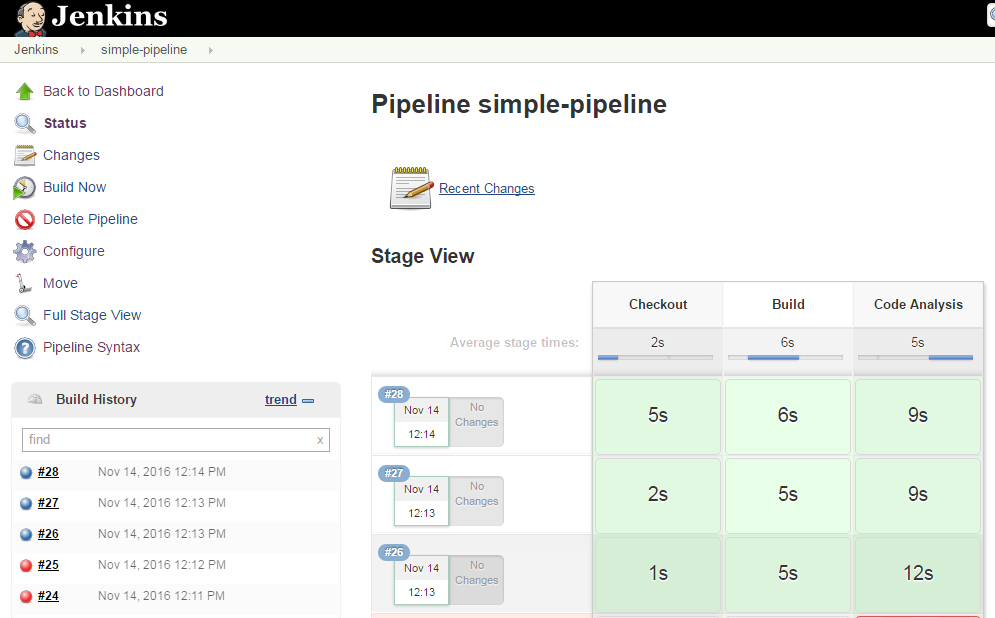 Jenkins
Jenkins simple-pipeline
Back to Dashboard
Status
Changes
Build Now
Delete Pipeline
Configure
Move
Full Stage View
Pipeline Syntax
Build History trend
find x
#28 Nov 14, 2016 12:14 PM
#27 Nov 14, 2016 12:13 PM
#26 Nov 14, 2016 12:13 PM
#25 Nov 14, 2016 12:12 PM
#24 Nov 14, 2016 12:11 PM
Pipeline simple-pipeline
Recent Changes
Stage View
Checkout Build Code Analysis
Average stage times: 2s 6s 5s
#28
Nov 14 No
12:14 Changes
5s 6s 9s
#27
Nov 14 No
12:13 Changes
2s 5s 9s
#26
Nov 14 No
12:13 Changes
1s 5s 12s